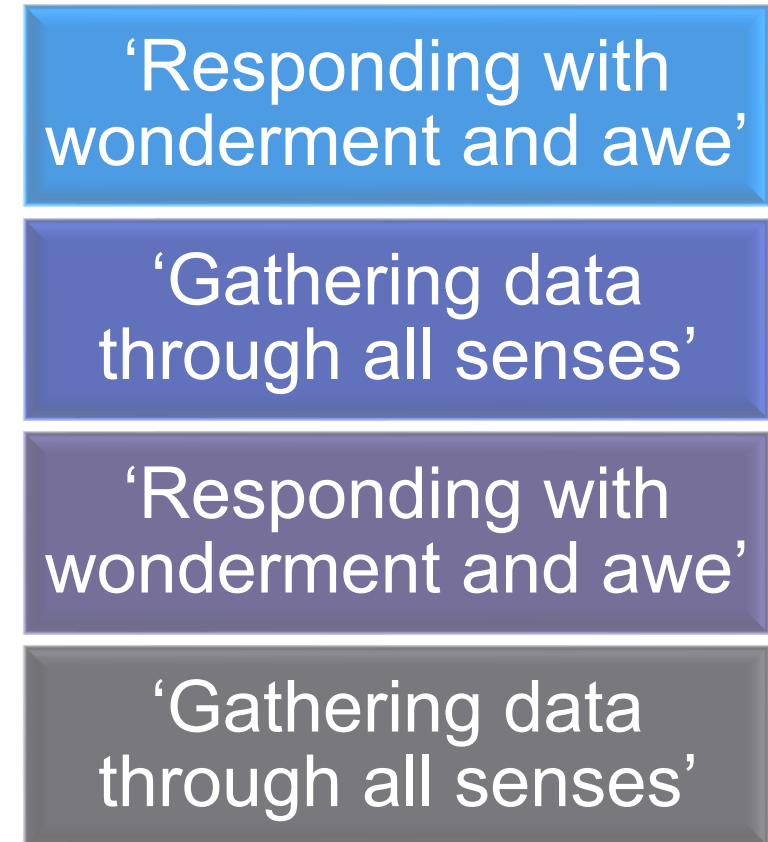 ‘Responding with
wonderment and awe’
‘Gathering data
through all senses’
‘Responding with
wonderment and awe’
‘Gathering data
through all senses’